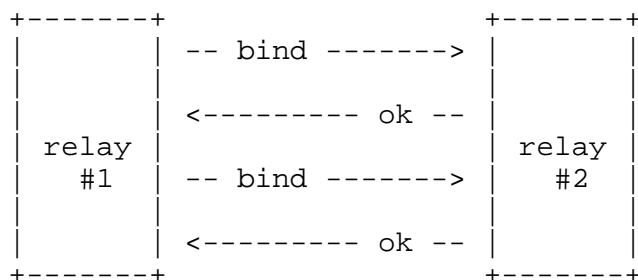 +-------+                  +-------+
|       | -- bind -------> |       |
|       |                  |       |
|       | <--------- ok -- |       |
| relay |                  | relay |
|  #1   | -- bind -------> |  #2   |
|       |                  |       |
|       | <--------- ok -- |       |
+-------+                  +-------+